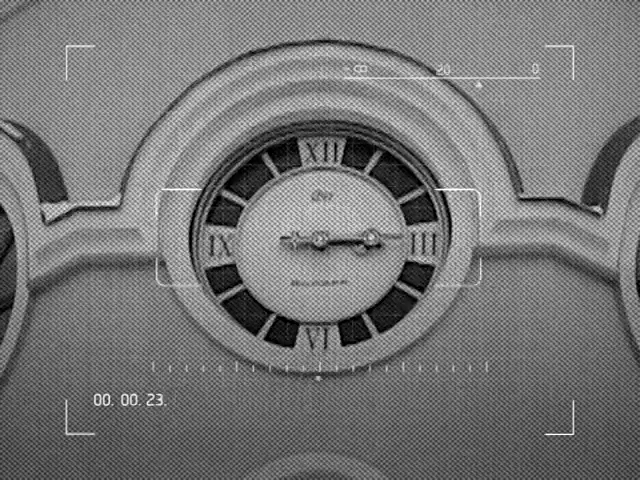 -∞ 20 0
XII
IX III
VI
00. 00. 23.